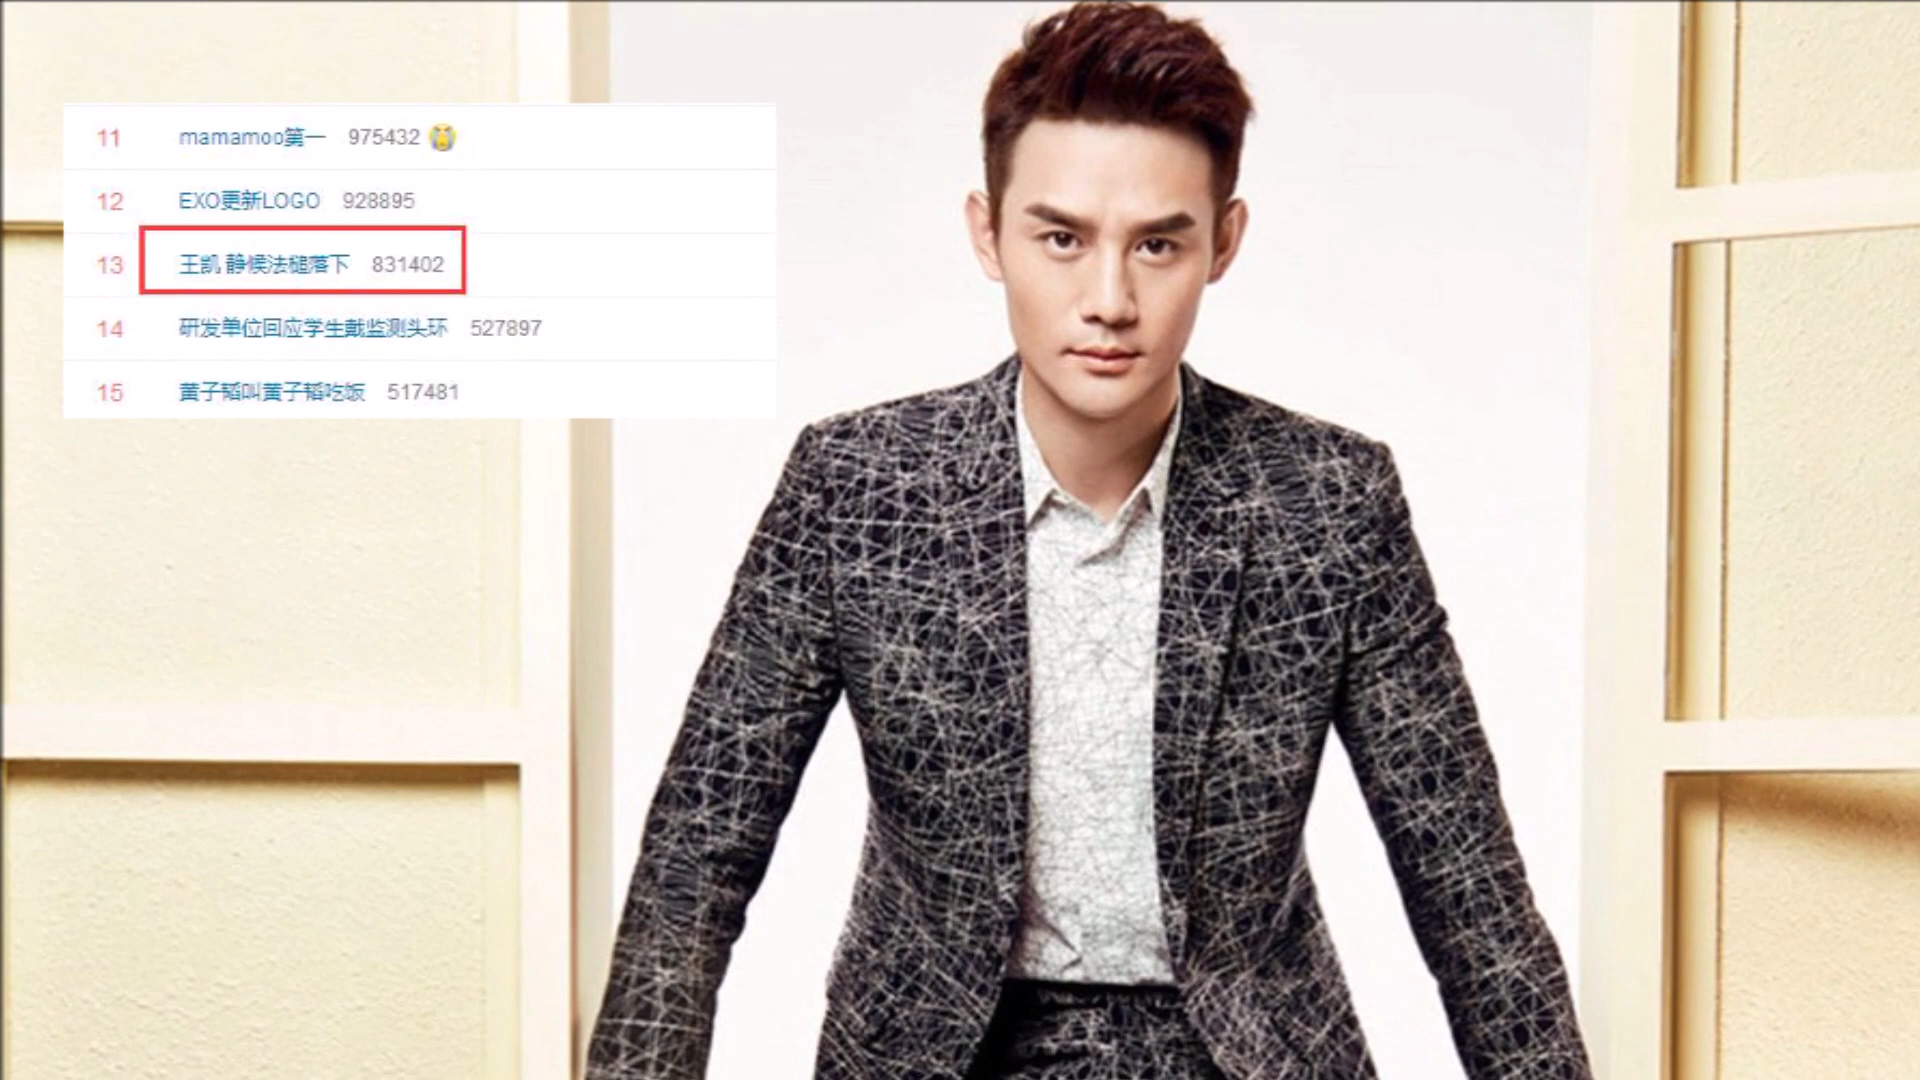 11 mamamoo第一 975432
12 EXO更新LOGO 928895
13 王凯 静候法槌落下 831402
14 研发单位回应学生戴监测头环 527897
15 黄子韬叫黄子韬吃饭 517481